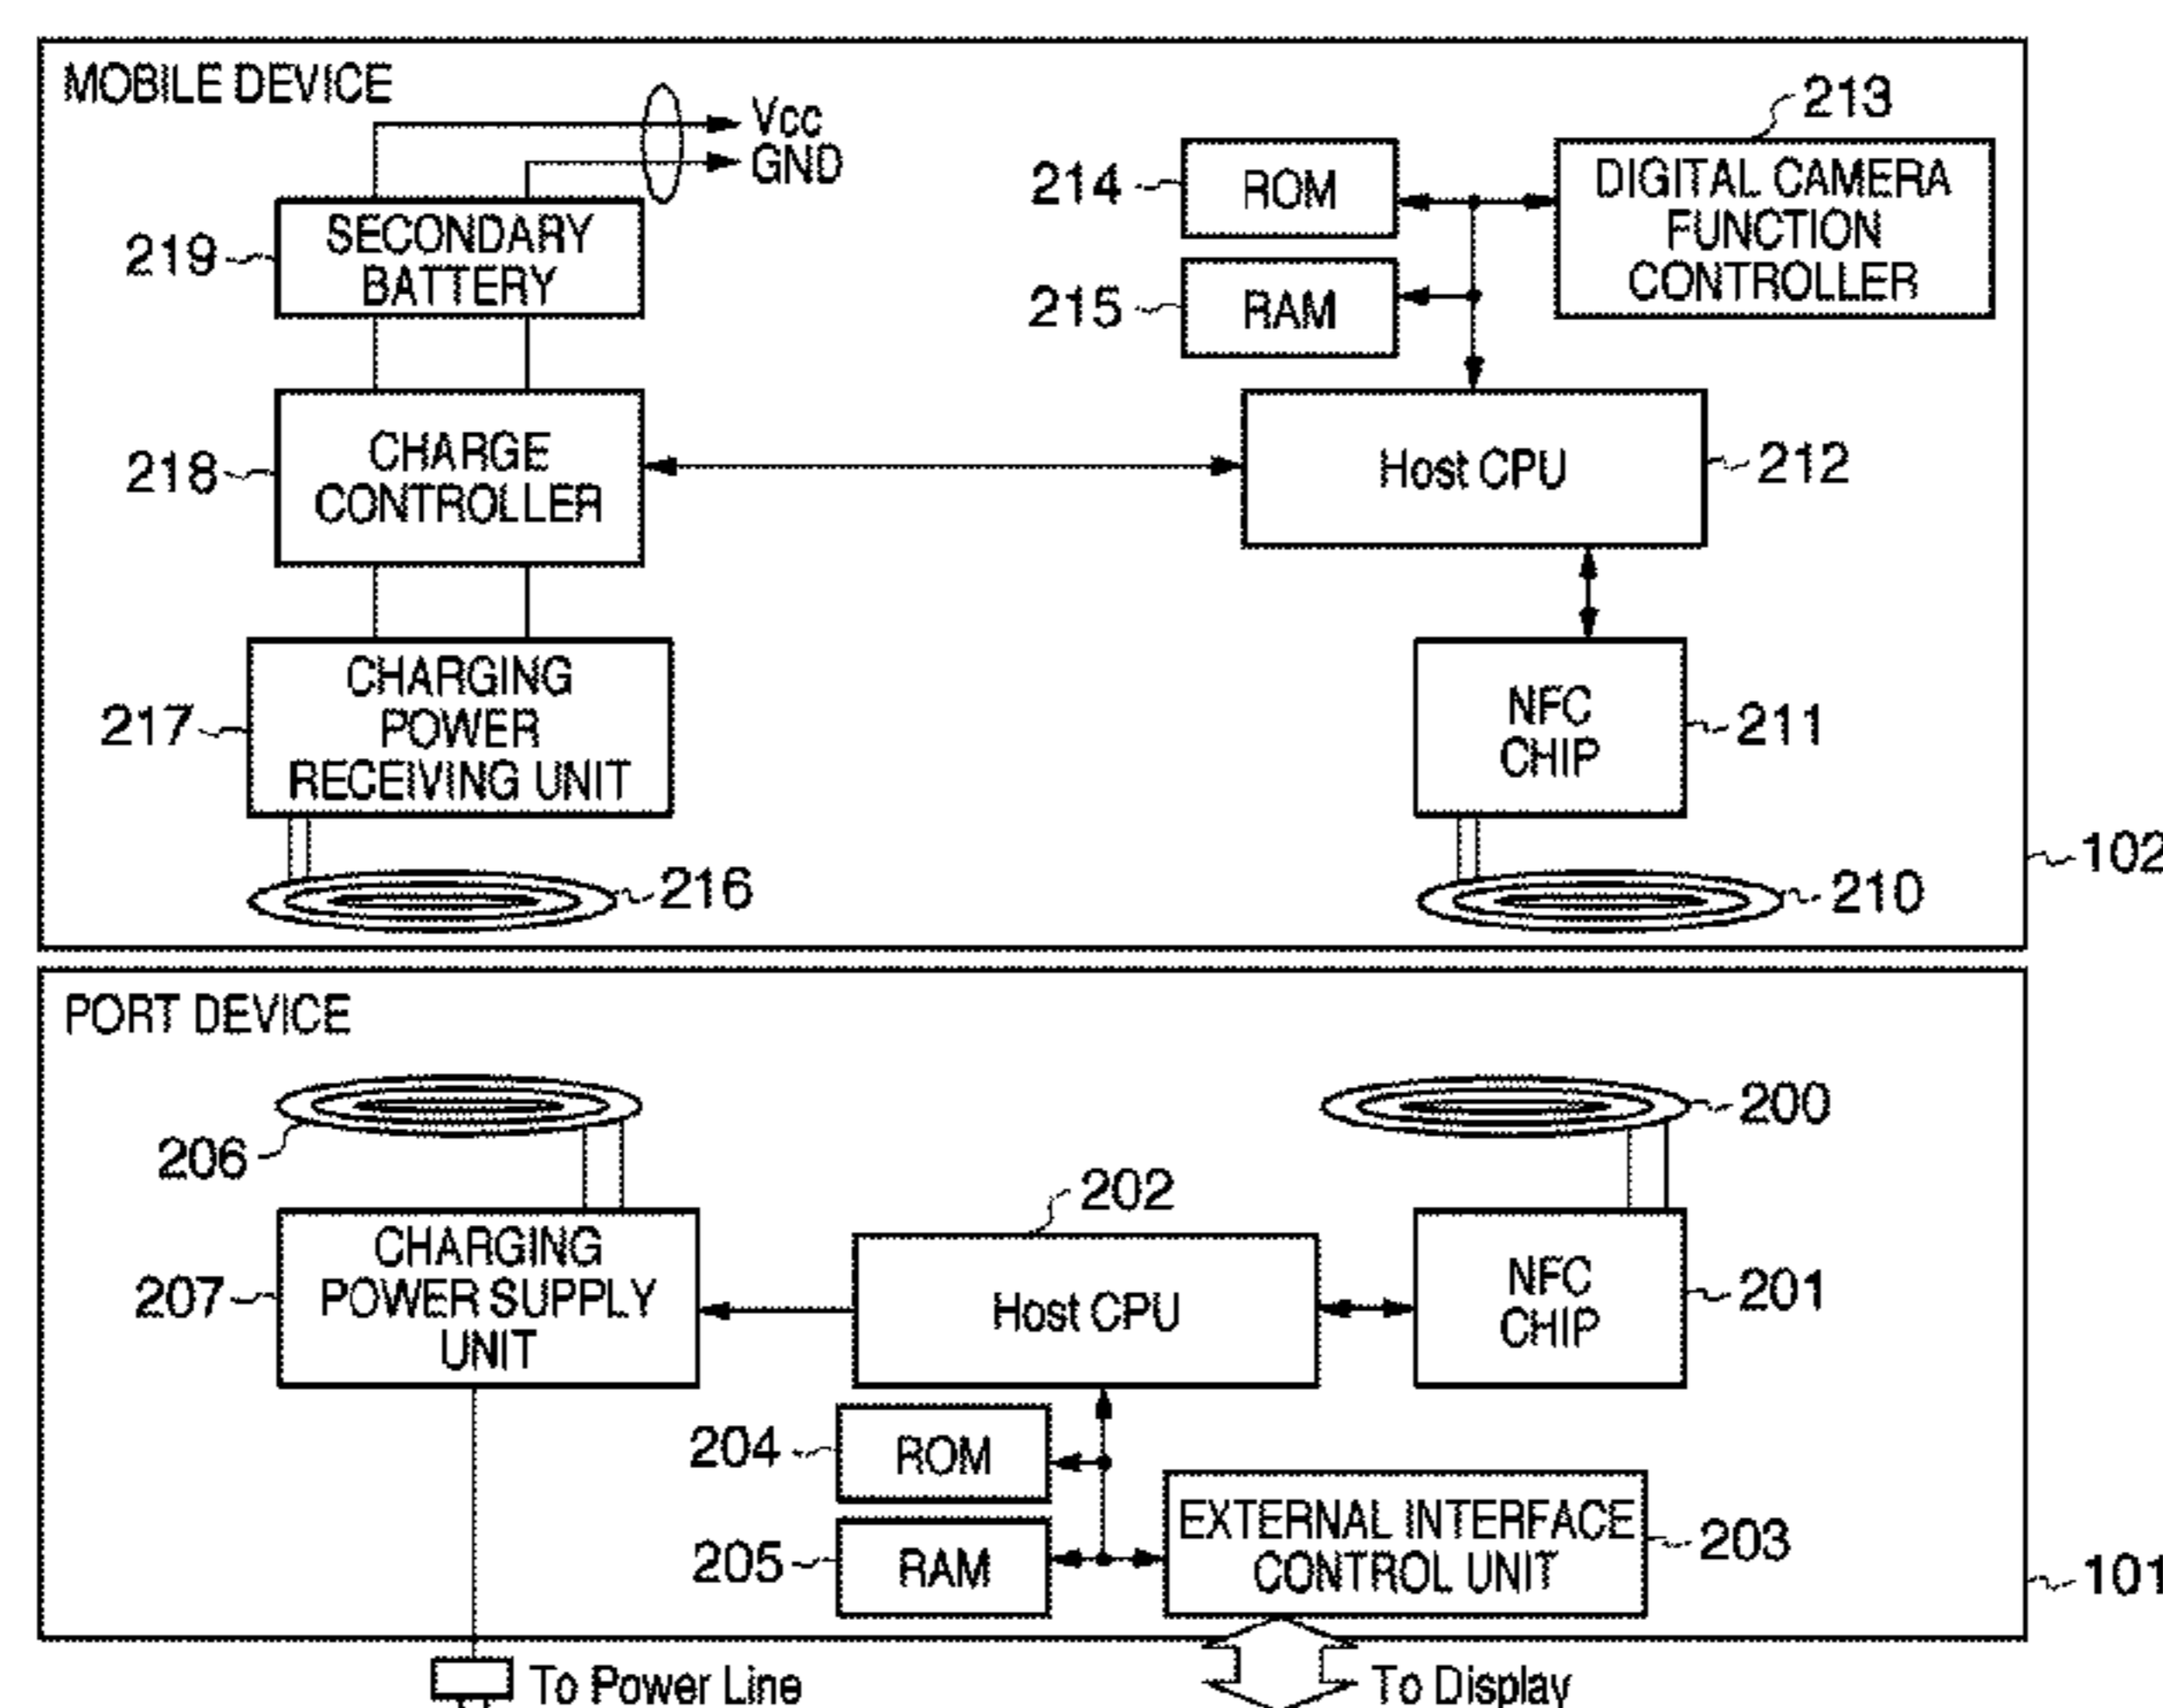 MOBILE DEVICE
Vcc
GND
213
214
ROM
DIGITAL CAMERA
FUNCTION
CONTROLLER
219
SECONDARY
BATTERY
215
RAM
218
CHARGE
CONTROLLER
Host CPU
212
217
CHARGING
POWER
RECEIVING UNIT
NFC
CHIP
211
102
216
210
PORT DEVICE
206
200
202
207
CHARGING
POWER SUPPLY
UNIT
Host CPU
NFC
CHIP
201
204
ROM
205
RAM
EXTERNAL INTERFACE
CONTROL UNIT
203
101
To Power Line
To Display